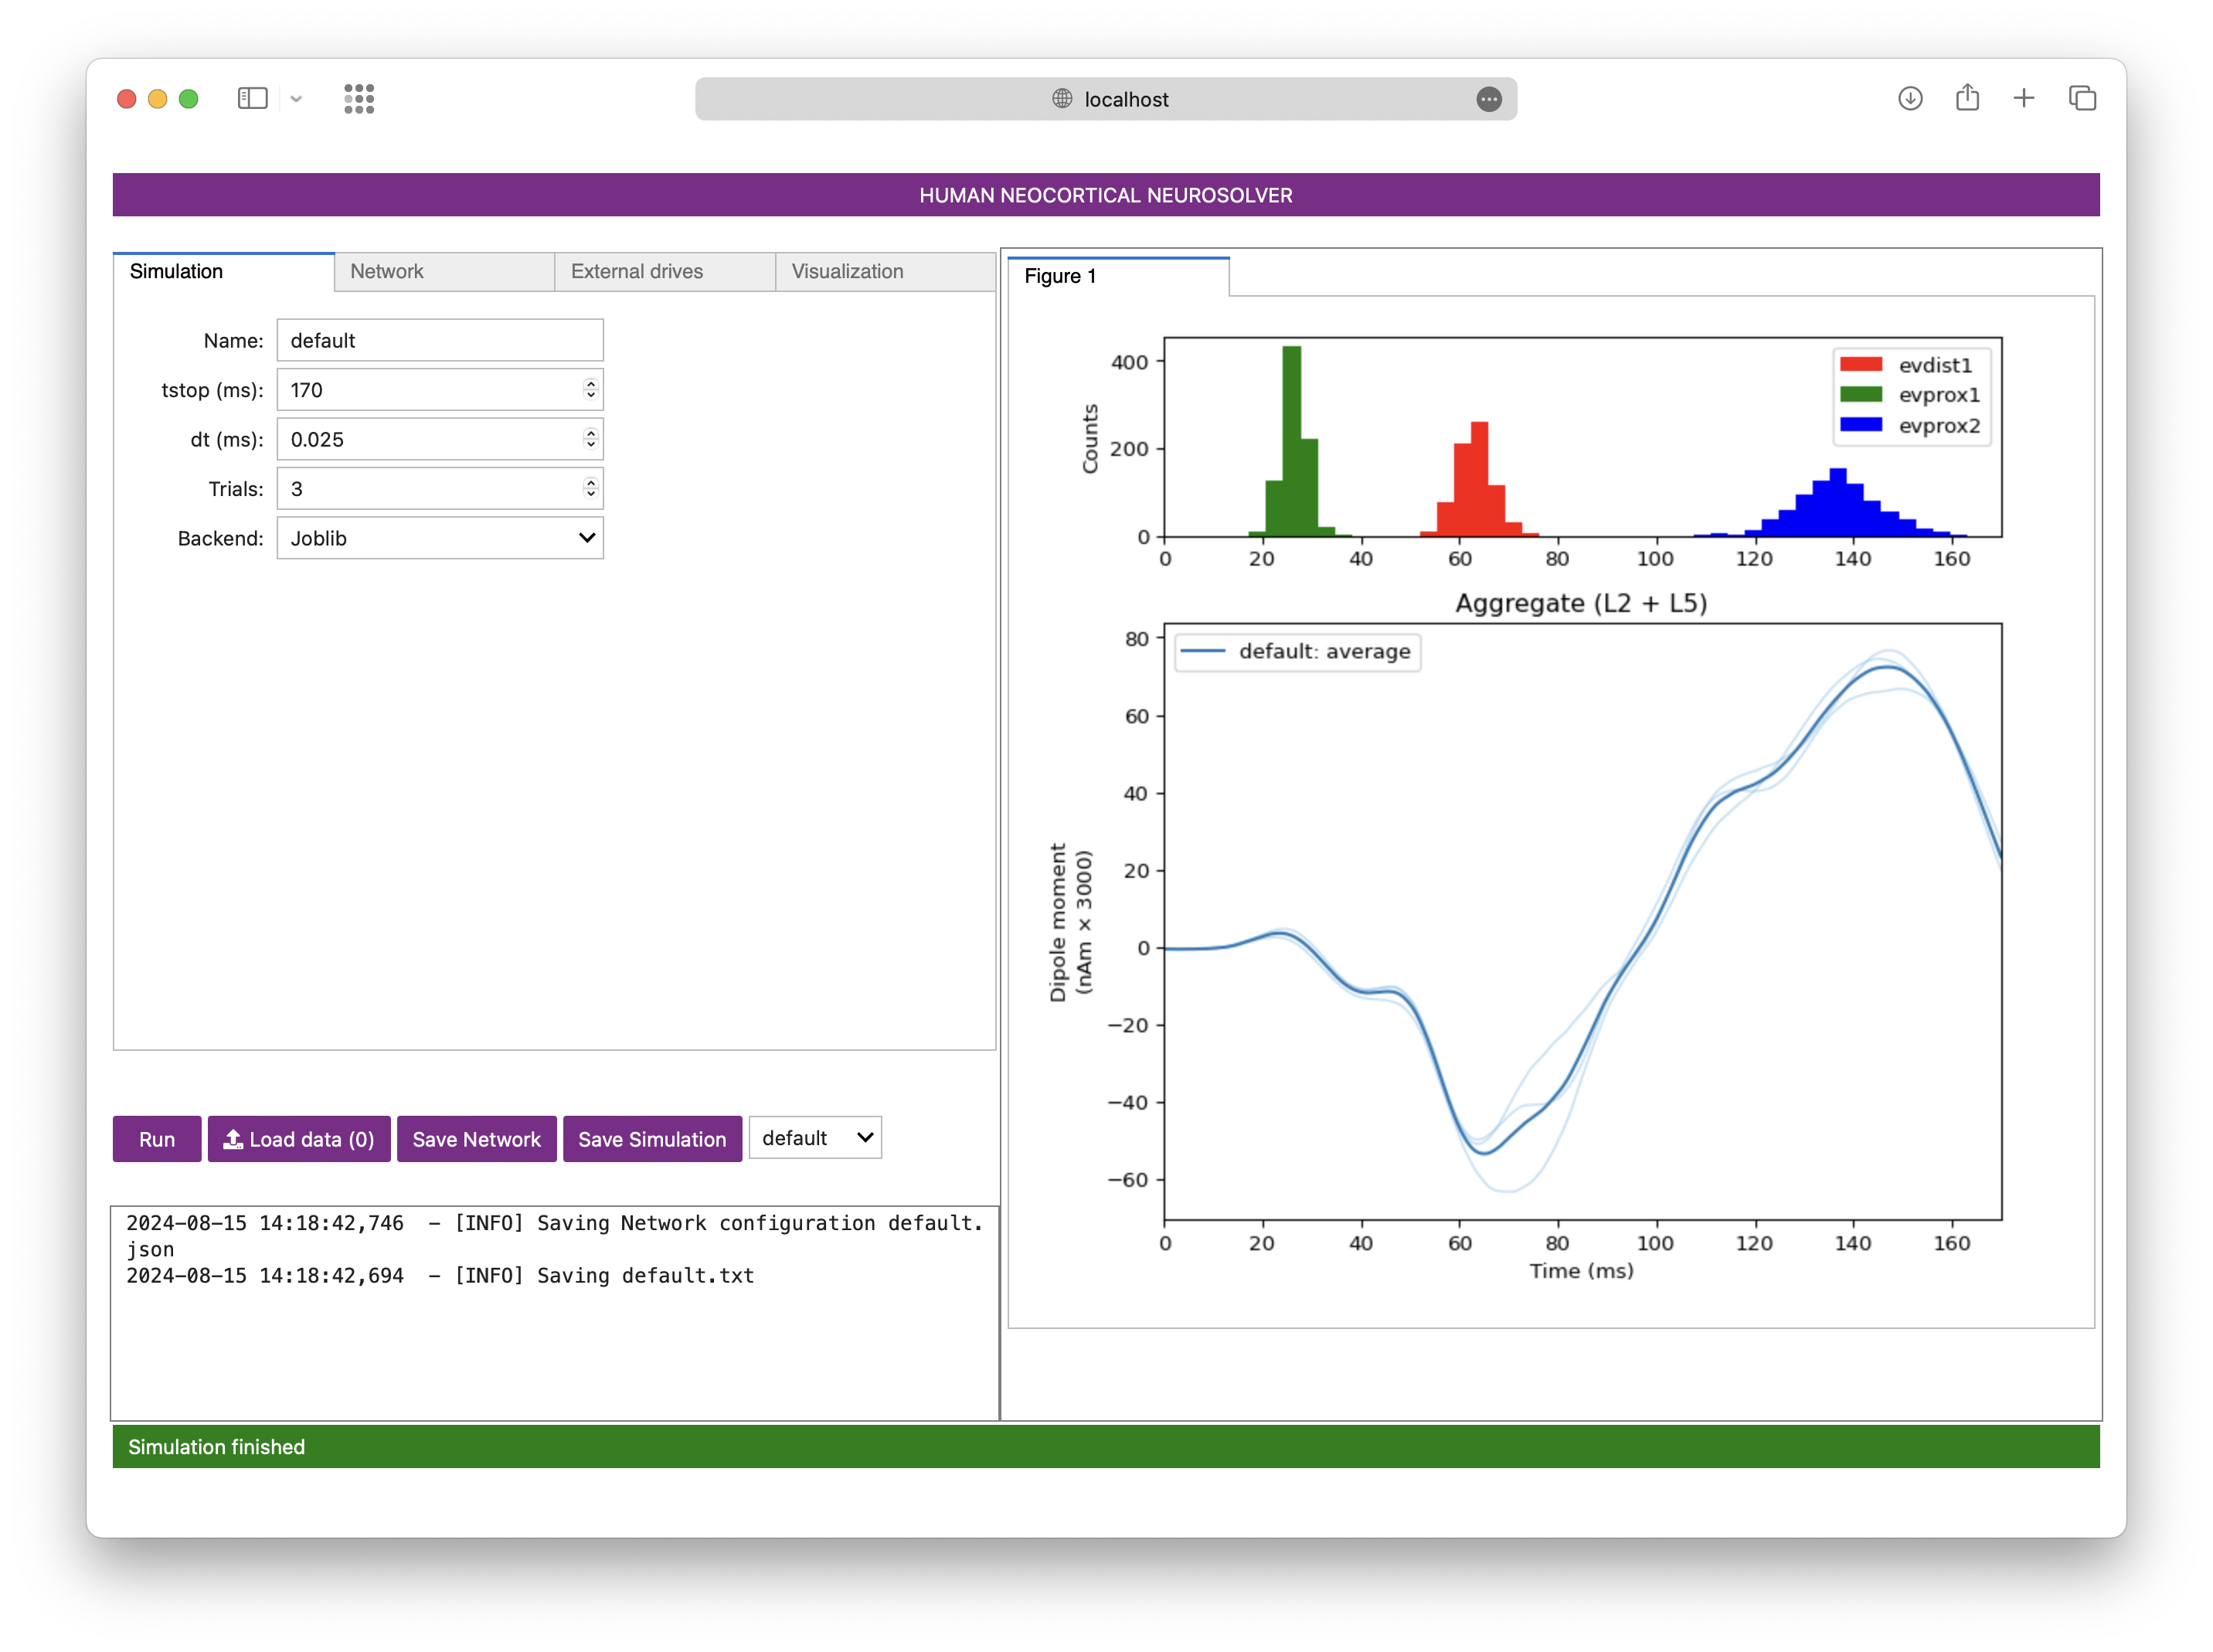 localhost
HUMAN NEOCORTICAL NEUROSOLVER
Simulation
Network
External drives
Visualization
Name: default
tstop (ms): 170
dt (ms): 0.025
Trials: 3
Backend: Joblib
Run
Load data (0)
Save Network
Save Simulation
default
2024-08-15 14:18:42,746  - [INFO] Saving Network configuration default.
json
2024-08-15 14:18:42,694  - [INFO] Saving default.txt
Figure 1
Counts
400
200
0
evdist1
evprox1
evprox2
0 20 40 60 80 100 120 140 160
Aggregate (L2 + L5)
default: average
Dipole moment
(nAm × 3000)
80
60
40
20
0
−20
−40
−60
0 20 40 60 80 100 120 140 160
Time (ms)
Simulation finished